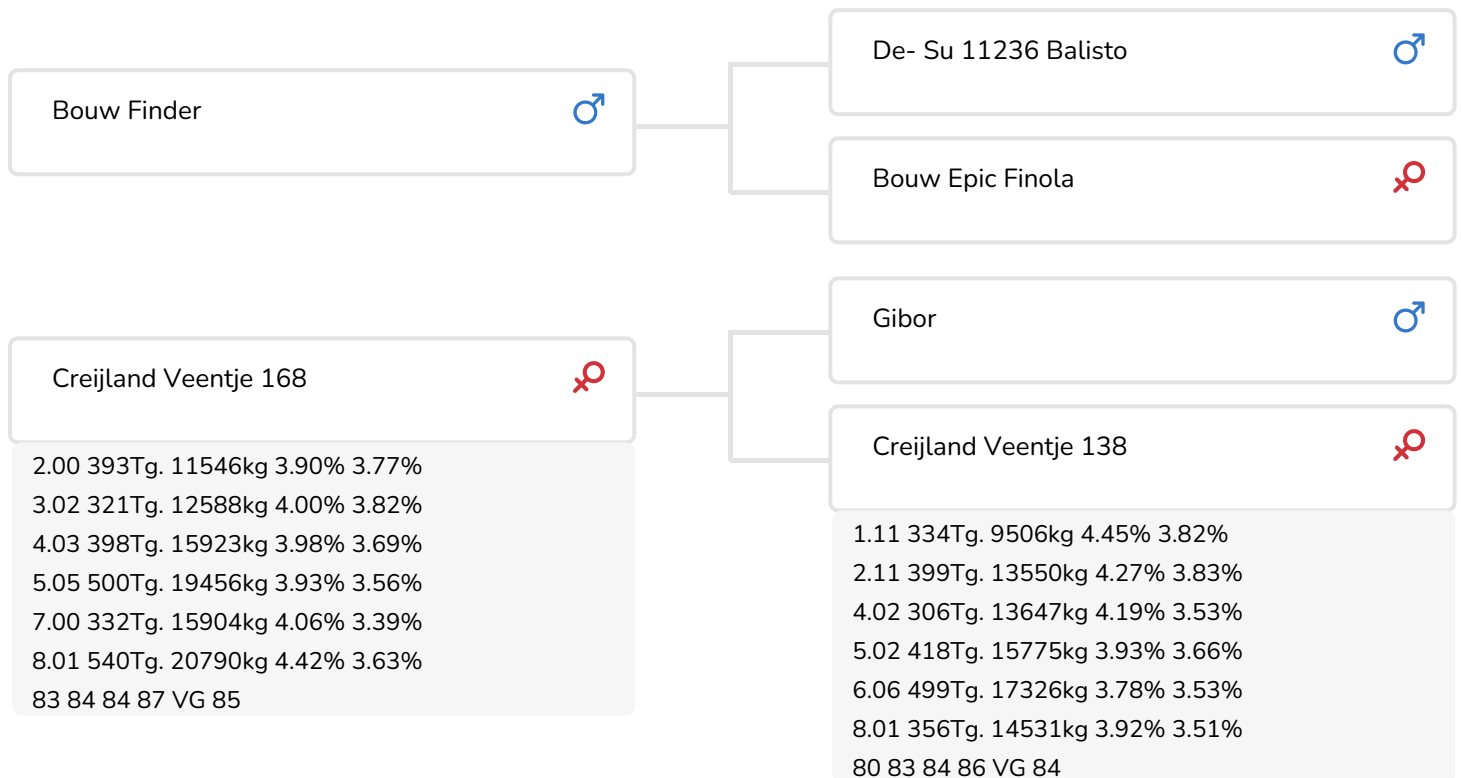 Bouw Finder
De- Su 11236 Balisto
Bouw Epic Finola
Creijland Veentje 168
2.00 393Tg. 11546kg 3.90% 3.77%
3.02 321Tg. 12588kg 4.00% 3.82%
4.03 398Tg. 15923kg 3.98% 3.69%
5.05 500Tg. 19456kg 3.93% 3.56%
7.00 332Tg. 15904kg 4.06% 3.39%
8.01 540Tg. 20790kg 4.42% 3.63%
83 84 84 87 VG 85
Gibor
Creijland Veentje 138
1.11 334Tg. 9506kg 4.45% 3.82%
2.11 399Tg. 13550kg 4.27% 3.83%
4.02 306Tg. 13647kg 4.19% 3.53%
5.02 418Tg. 15775kg 3.93% 3.66%
6.06 499Tg. 17326kg 3.78% 3.53%
8.01 356Tg. 14531kg 3.92% 3.51%
80 83 84 86 VG 84